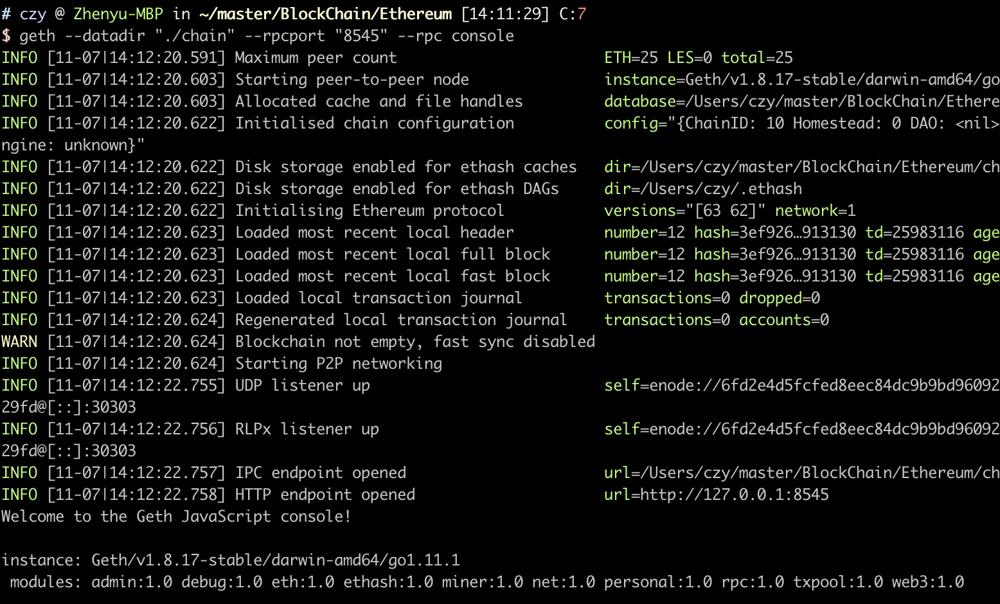 # czy @ Zhenyu-MBP in ~/master/BlockChain/Ethereum [14:11:29] C:7
$ geth --datadir "./chain" --rpcport "8545" --rpc console
INFO [11-07|14:12:20.591] Maximum peer count ETH=25 LES=0 total=25
INFO [11-07|14:12:20.603] Starting peer-to-peer node instance=Geth/v1.8.17-stable/darwin-amd64/go
INFO [11-07|14:12:20.603] Allocated cache and file handles database=/Users/czy/master/BlockChain/Ethere
INFO [11-07|14:12:20.622] Initialised chain configuration config="{ChainID: 10 Homestead: 0 DAO: <nil>
ngine: unknown}"
INFO [11-07|14:12:20.622] Disk storage enabled for ethash caches dir=/Users/czy/master/BlockChain/Ethereum/ch
INFO [11-07|14:12:20.622] Disk storage enabled for ethash DAGs dir=/Users/czy/.ethash
INFO [11-07|14:12:20.622] Initialising Ethereum protocol versions="[63 62]" network=1
INFO [11-07|14:12:20.623] Loaded most recent local header number=12 hash=3ef926…913130 td=25983116 age
INFO [11-07|14:12:20.623] Loaded most recent local full block number=12 hash=3ef926…913130 td=25983116 age
INFO [11-07|14:12:20.623] Loaded most recent local fast block number=12 hash=3ef926…913130 td=25983116 age
INFO [11-07|14:12:20.623] Loaded local transaction journal transactions=0 dropped=0
INFO [11-07|14:12:20.624] Regenerated local transaction journal transactions=0 accounts=0
WARN [11-07|14:12:20.624] Blockchain not empty, fast sync disabled
INFO [11-07|14:12:20.624] Starting P2P networking
INFO [11-07|14:12:22.755] UDP listener up self=enode://6fd2e4d5fcfed8eec84dc9b9bd96092
29fd@[::]:30303
INFO [11-07|14:12:22.756] RLPx listener up self=enode://6fd2e4d5fcfed8eec84dc9b9bd96092
29fd@[::]:30303
INFO [11-07|14:12:22.757] IPC endpoint opened url=/Users/czy/master/BlockChain/Ethereum/ch
INFO [11-07|14:12:22.758] HTTP endpoint opened url=http://127.0.0.1:8545
Welcome to the Geth JavaScript console!
instance: Geth/v1.8.17-stable/darwin-amd64/go1.11.1
modules: admin:1.0 debug:1.0 eth:1.0 ethash:1.0 miner:1.0 net:1.0 personal:1.0 rpc:1.0 txpool:1.0 web3:1.0